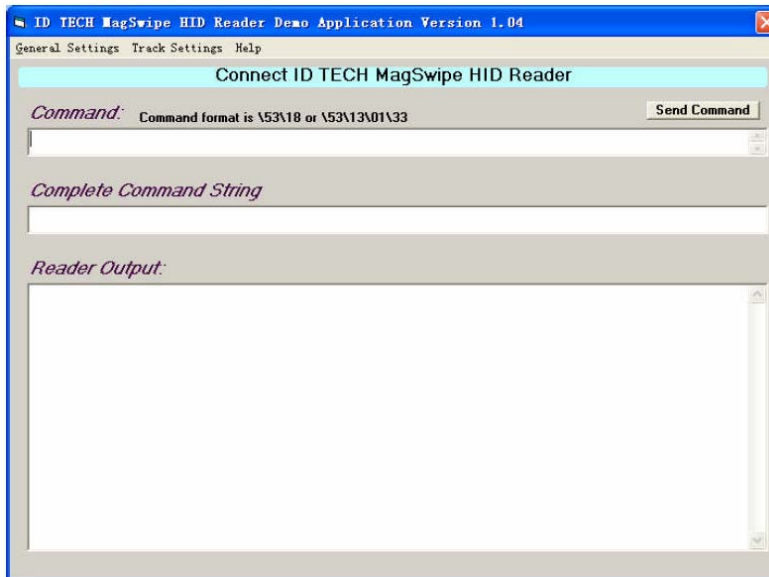 ID TECH MagSwipe HID Reader Demo Application Version 1.04
General Settings Track Settings Help
Connect ID TECH MagSwipe HID Reader
Command: Command format is \53\18 or \53\13\01\33 Send Command
Complete Command String
Reader Output: